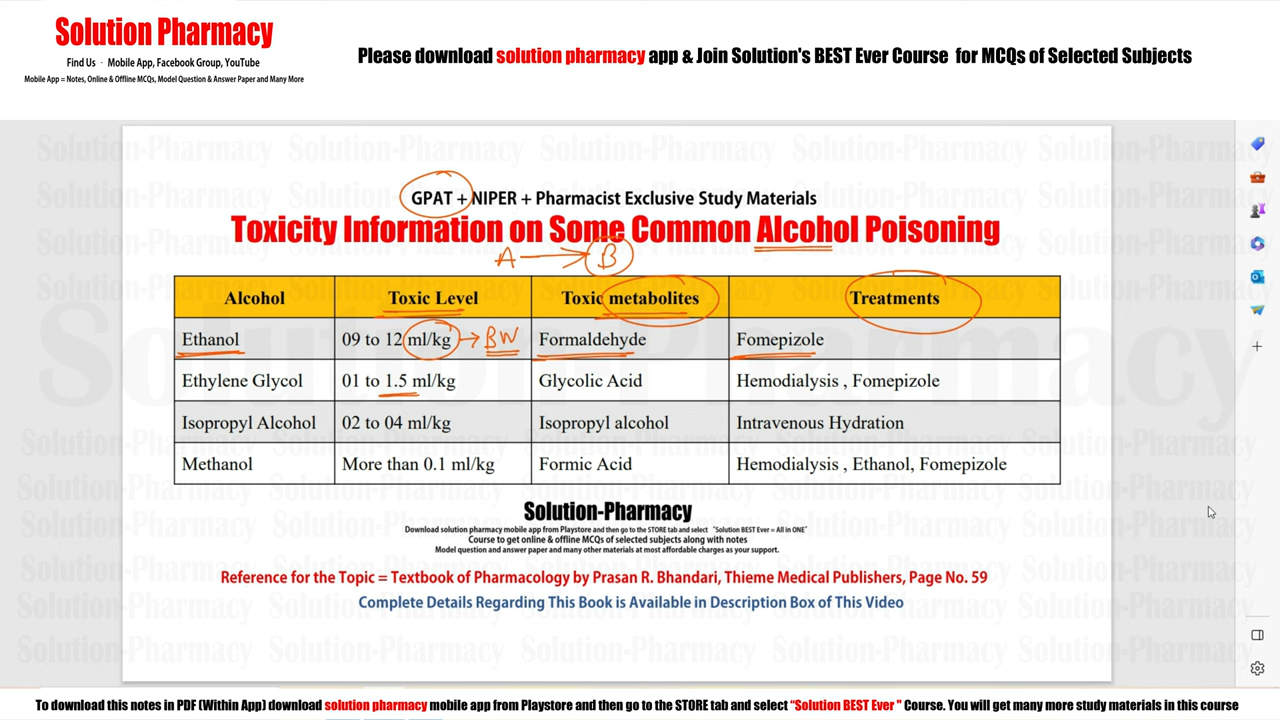 Solution Pharmacy
Find Us - Mobile App, Facebook Group, YouTube
Mobile App = Notes, Online & Offline MCQs, Model Question & Answer Paper and Many More
Please download solution pharmacy app & Join Solution's BEST Ever Course for MCQs of Selected Subjects
GPAT + NIPER + Pharmacist Exclusive Study Materials
Toxicity Information on Some Common Alcohol Poisoning
A → B
Alcohol Toxic Level Toxic metabolites Treatments
Ethanol 09 to 12 ml/kg → BW Formaldehyde Fomepizole
Ethylene Glycol 01 to 1.5 ml/kg Glycolic Acid Hemodialysis , Fomepizole
Isopropyl Alcohol 02 to 04 ml/kg Isopropyl alcohol Intravenous Hydration
Methanol More than 0.1 ml/kg Formic Acid Hemodialysis , Ethanol, Fomepizole
Solution-Pharmacy
Download solution pharmacy mobile app from Playstore and then go to the STORE tab and select "Solution BEST Ever = All in ONE"
Course to get online & offline MCQs of selected subjects along with notes
Model question and answer paper and many other materials at most affordable charges as your support.
Reference for the Topic = Textbook of Pharmacology by Prasan R. Bhandari, Thieme Medical Publishers, Page No. 59
Complete Details Regarding This Book is Available in Description Box of This Video
To download this notes in PDF (Within App) download solution pharmacy mobile app from Playstore and then go to the STORE tab and select "Solution BEST Ever " Course. You will get many more study materials in this course